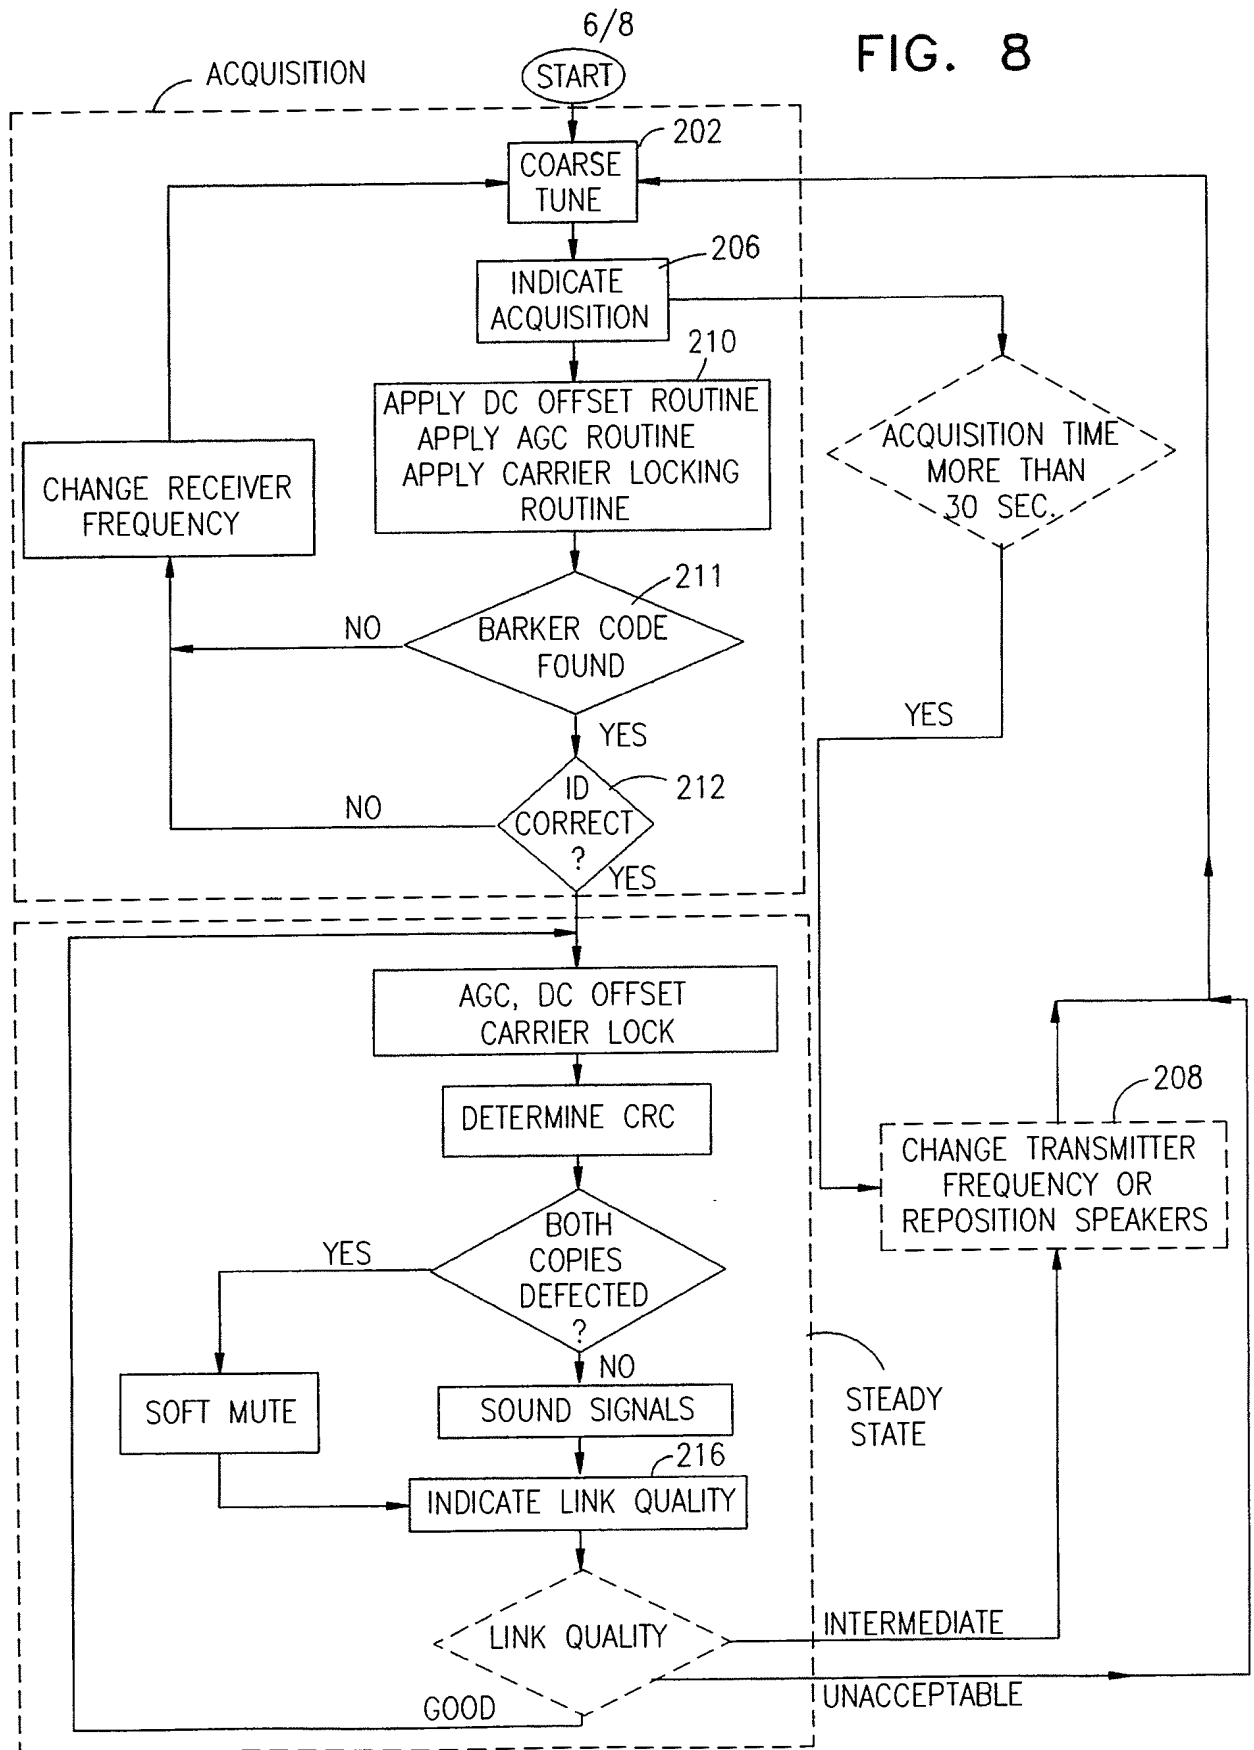 6/8
FIG. 8
ACQUISITION
START
202
COARSE
TUNE
206
INDICATE
ACQUISITION
210
APPLY DC OFFSET ROUTINE
APPLY AGC ROUTINE
APPLY CARRIER LOCKING
ROUTINE
ACQUISITION TIME
MORE THAN
30 SEC.
CHANGE RECEIVER
FREQUENCY
211
NO
BARKER CODE
FOUND
YES
YES
212
NO
ID
CORRECT
?
YES
AGC, DC OFFSET
CARRIER LOCK
DETERMINE CRC
208
CHANGE TRANSMITTER
FREQUENCY OR
REPOSITION SPEAKERS
YES
BOTH
COPIES
DEFECTED
?
NO
SOFT MUTE
SOUND SIGNALS
STEADY
STATE
216
INDICATE LINK QUALITY
LINK QUALITY
INTERMEDIATE
UNACCEPTABLE
GOOD